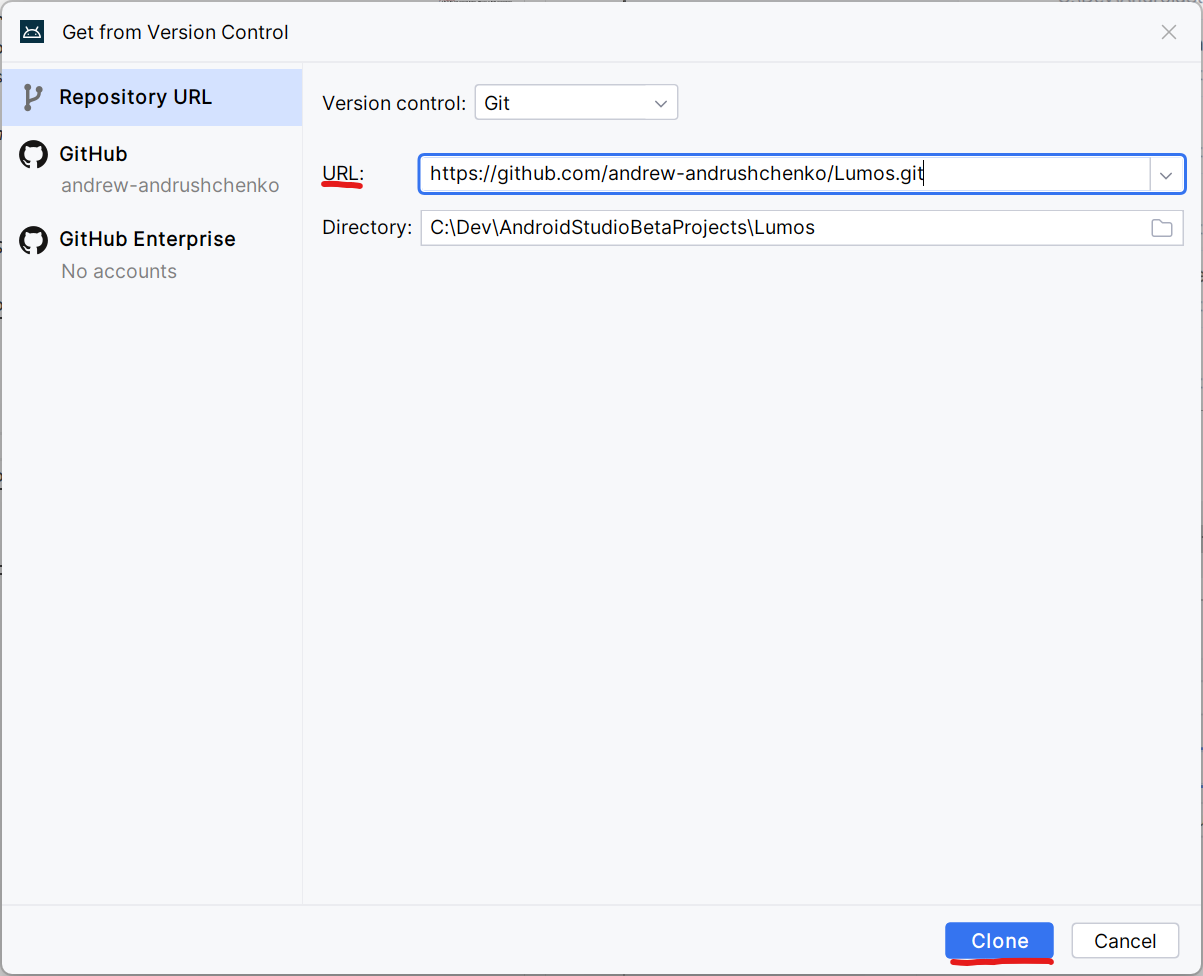 Get from Version Control
Repository URL
GitHub
andrew-andrushchenko
GitHub Enterprise
No accounts
Version control: Git
URL: https://github.com/andrew-andrushchenko/Lumos.git
Directory: C:\Dev\AndroidStudioBetaProjects\Lumos
Clone Cancel